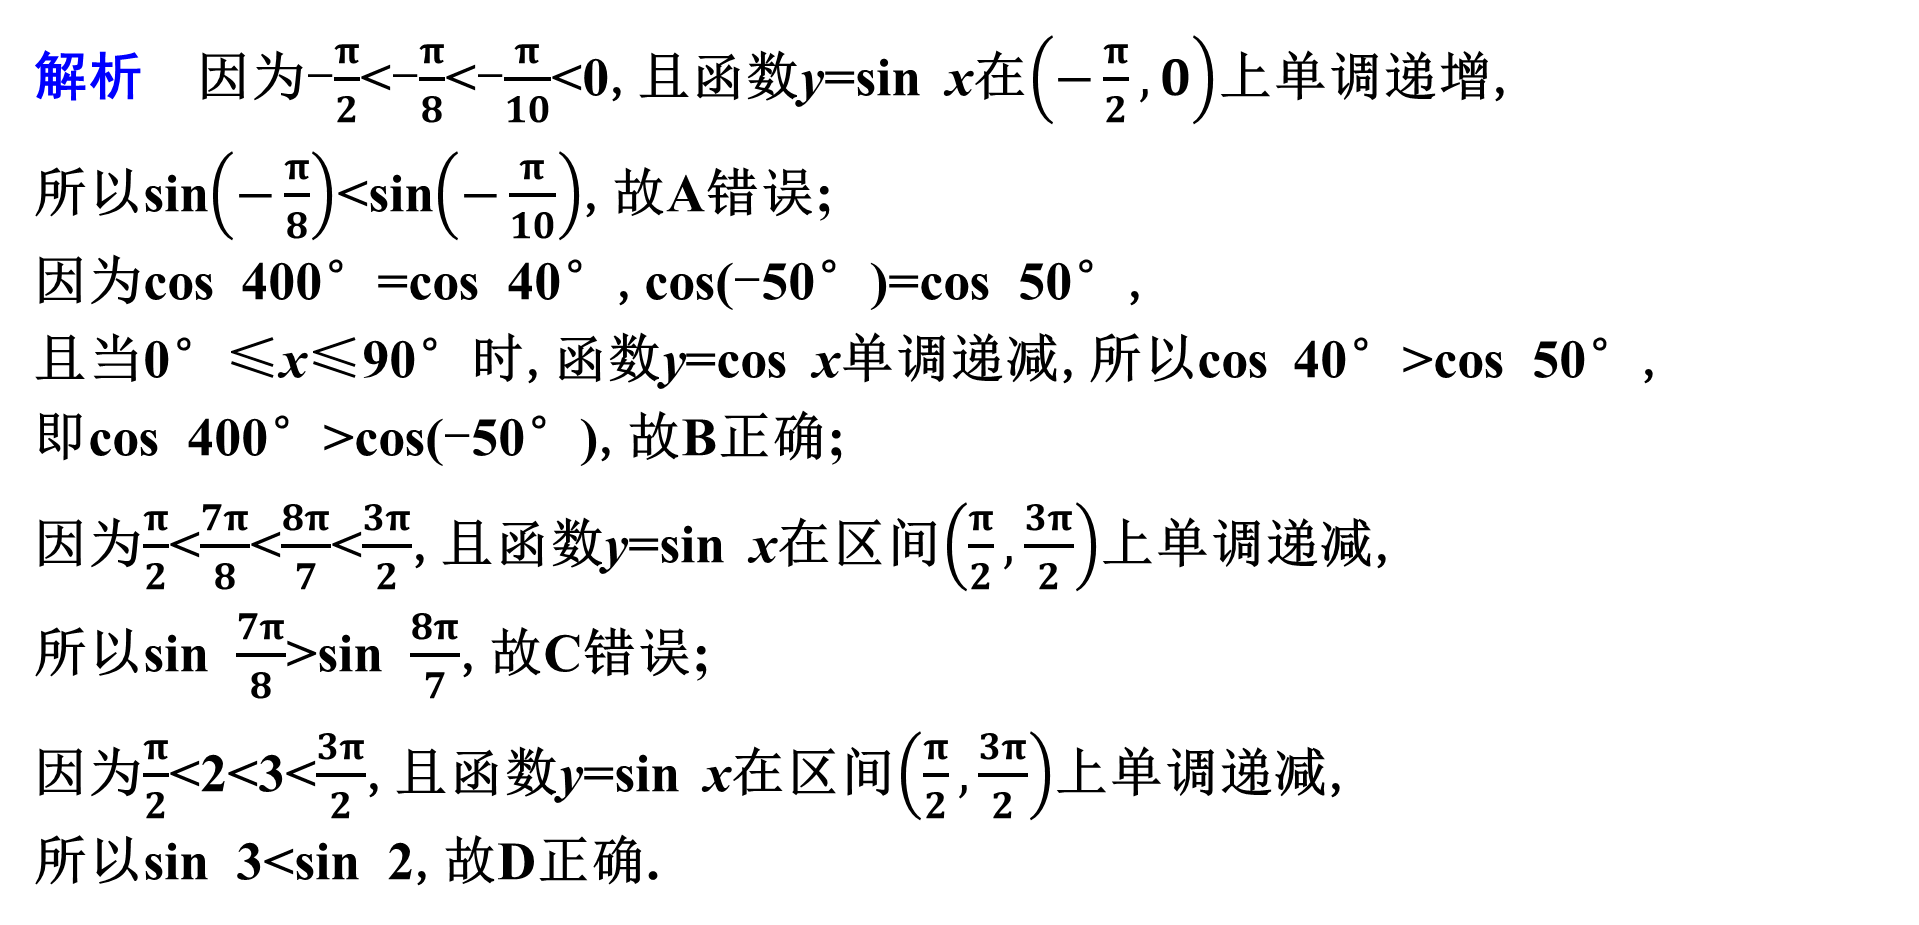 解析 因为−π/2<−π/8<−π/10<0, 且函数y=sin x在(−π/2, 0)上单调递增,
所以sin(−π/8)<sin(−π/10), 故A错误;
因为cos 400°=cos 40°, cos(−50°)=cos 50°,
且当0°≤x≤90°时, 函数y=cos x单调递减, 所以cos 40°>cos 50°,
即cos 400°>cos(−50°), 故B正确;
因为π/2<7π/8<8π/7<3π/2, 且函数y=sin x在区间(π/2, 3π/2)上单调递减,
所以sin 7π/8>sin 8π/7, 故C错误;
因为π/2<2<3<3π/2, 且函数y=sin x在区间(π/2, 3π/2)上单调递减,
所以sin 3<sin 2, 故D正确.